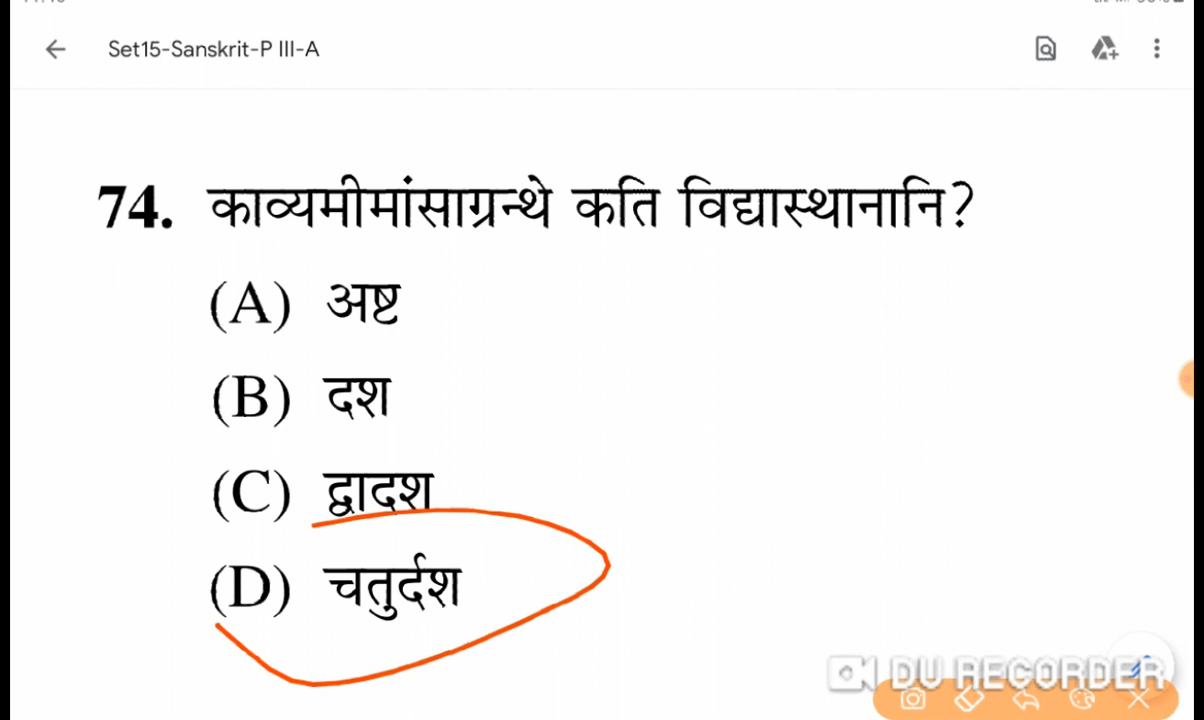 Set15-Sanskrit-P III-A
74. काव्यमीमांसाग्रन्थे कति विद्यास्थानानि?
(A) अष्ट
(B) दश
(C) द्वादश
(D) चतुर्दश
DU RECORDER